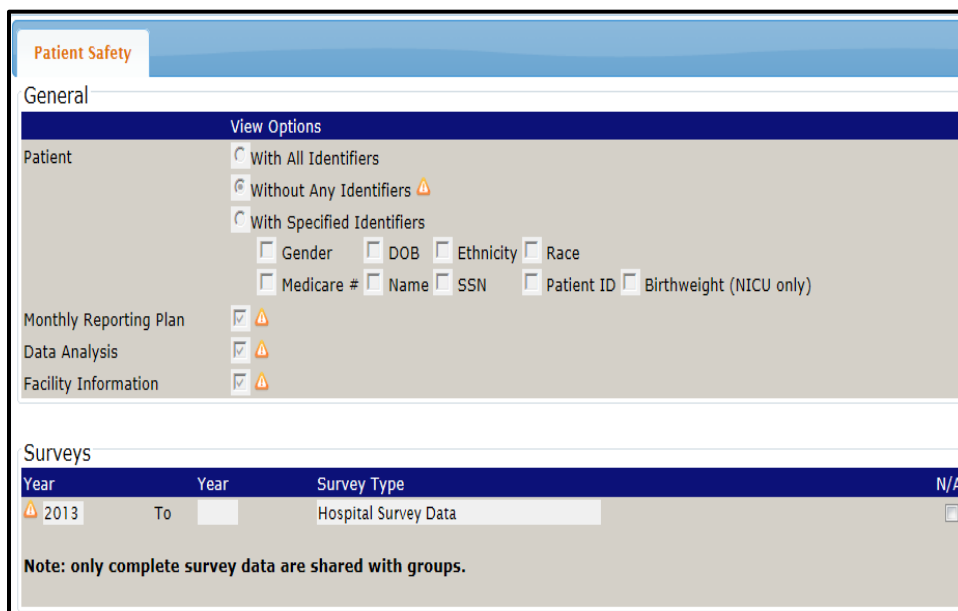 Patient Safety
General
View Options
Patient
With All Identifiers
Without Any Identifiers
With Specified Identifiers
Gender DOB Ethnicity Race
Medicare # Name SSN Patient ID Birthweight (NICU only)
Monthly Reporting Plan
Data Analysis
Facility Information
Surveys
Year Year Survey Type N/A
2013 To Hospital Survey Data
Note: only complete survey data are shared with groups.